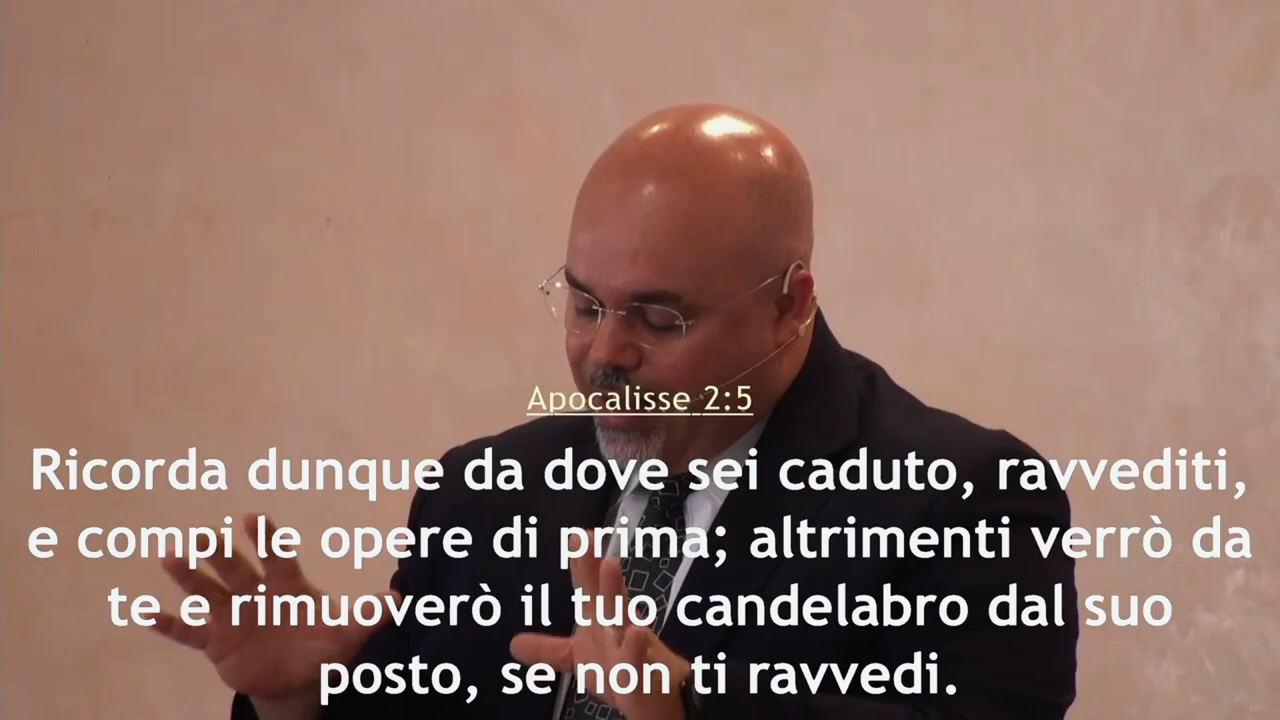 Apocalisse 2:5
Ricorda dunque da dove sei caduto, ravvediti,
e compi le opere di prima; altrimenti verrò da
te e rimuoverò il tuo candelabro dal suo
posto, se non ti ravvedi.